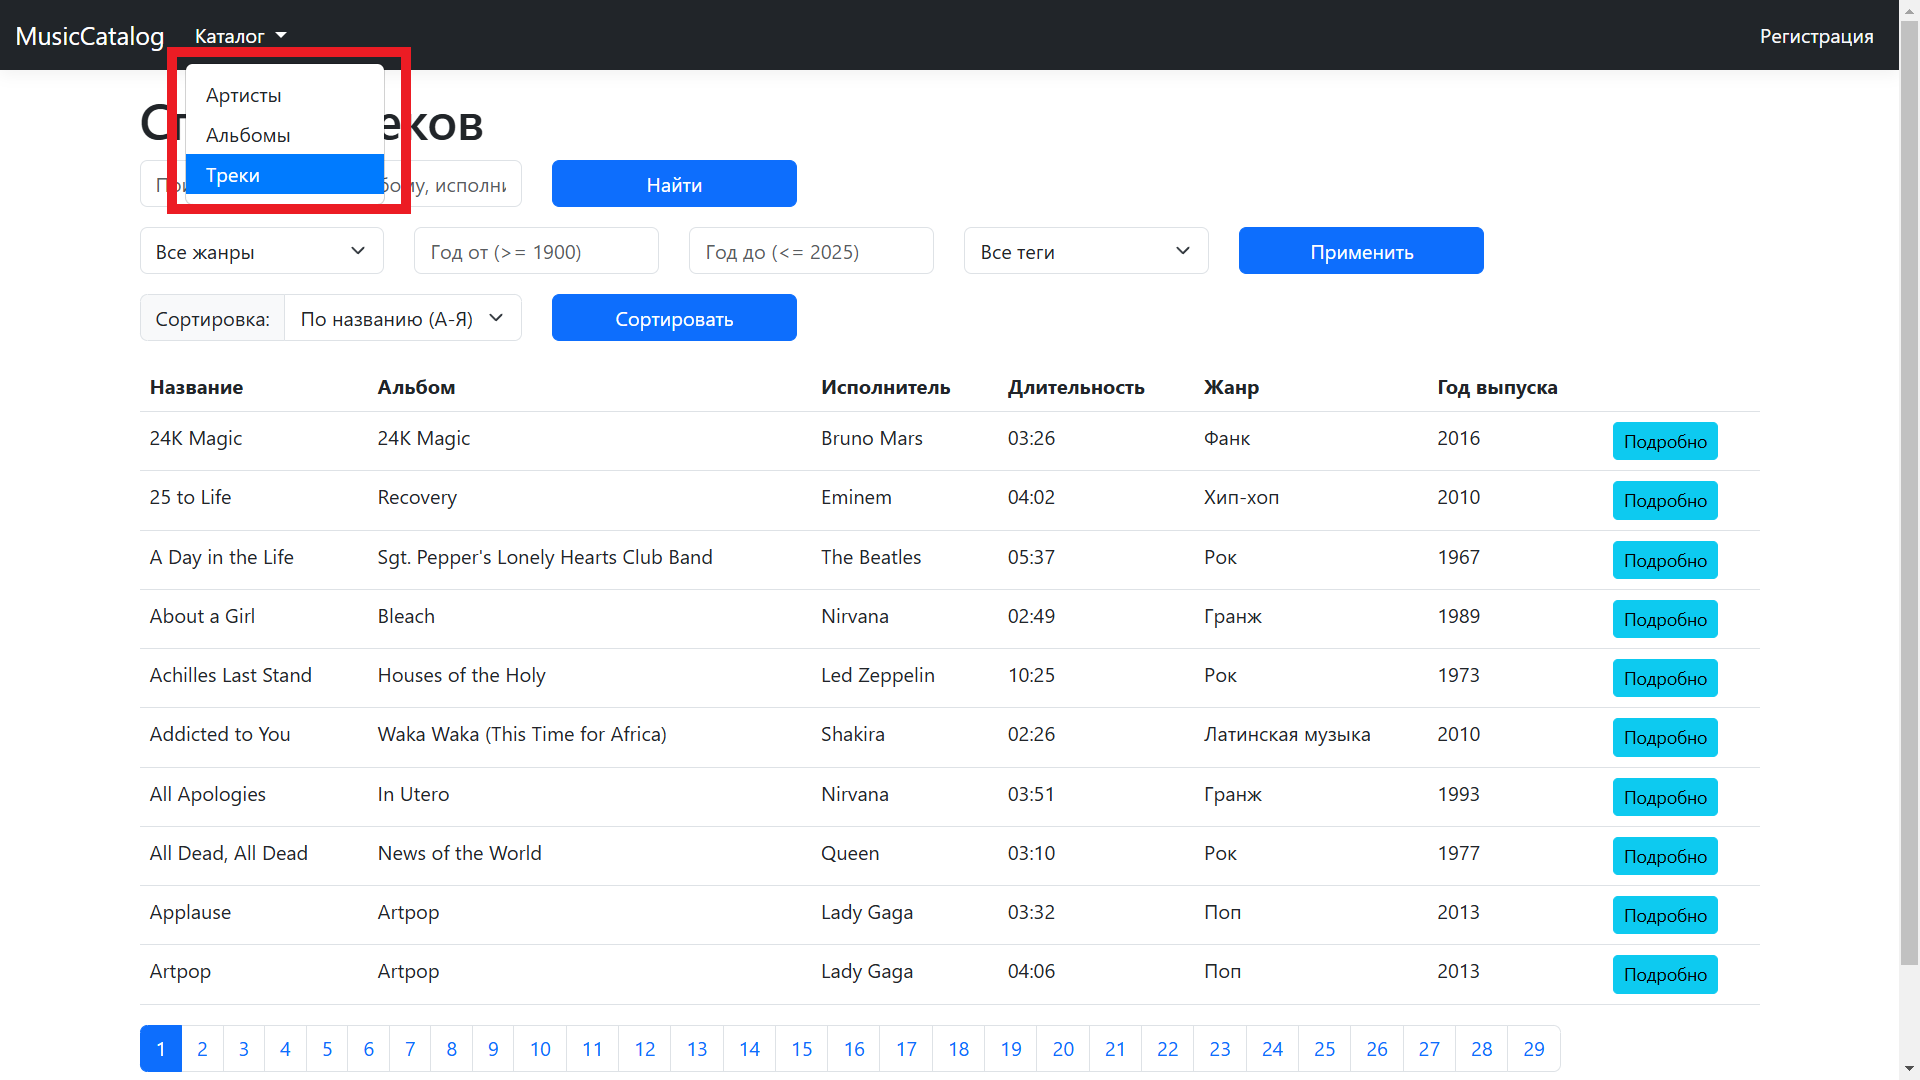 MusicCatalog Каталог Регистрация
Артисты
Альбомы
Треки
Найти
Все жанры Год от (>= 1900) Год до (<= 2025) Все теги Применить
Сортировка: По названию (А-Я) Сортировать
Название Альбом Исполнитель Длительность Жанр Год выпуска
24K Magic 24K Magic Bruno Mars 03:26 Фанк 2016 Подробно
25 to Life Recovery Eminem 04:02 Хип-хоп 2010 Подробно
A Day in the Life Sgt. Pepper's Lonely Hearts Club Band The Beatles 05:37 Рок 1967 Подробно
About a Girl Bleach Nirvana 02:49 Гранж 1989 Подробно
Achilles Last Stand Houses of the Holy Led Zeppelin 10:25 Рок 1973 Подробно
Addicted to You Waka Waka (This Time for Africa) Shakira 02:26 Латинская музыка 2010 Подробно
All Apologies In Utero Nirvana 03:51 Гранж 1993 Подробно
All Dead, All Dead News of the World Queen 03:10 Рок 1977 Подробно
Applause Artpop Lady Gaga 03:32 Поп 2013 Подробно
Artpop Artpop Lady Gaga 04:06 Поп 2013 Подробно
1 2 3 4 5 6 7 8 9 10 11 12 13 14 15 16 17 18 19 20 21 22 23 24 25 26 27 28 29